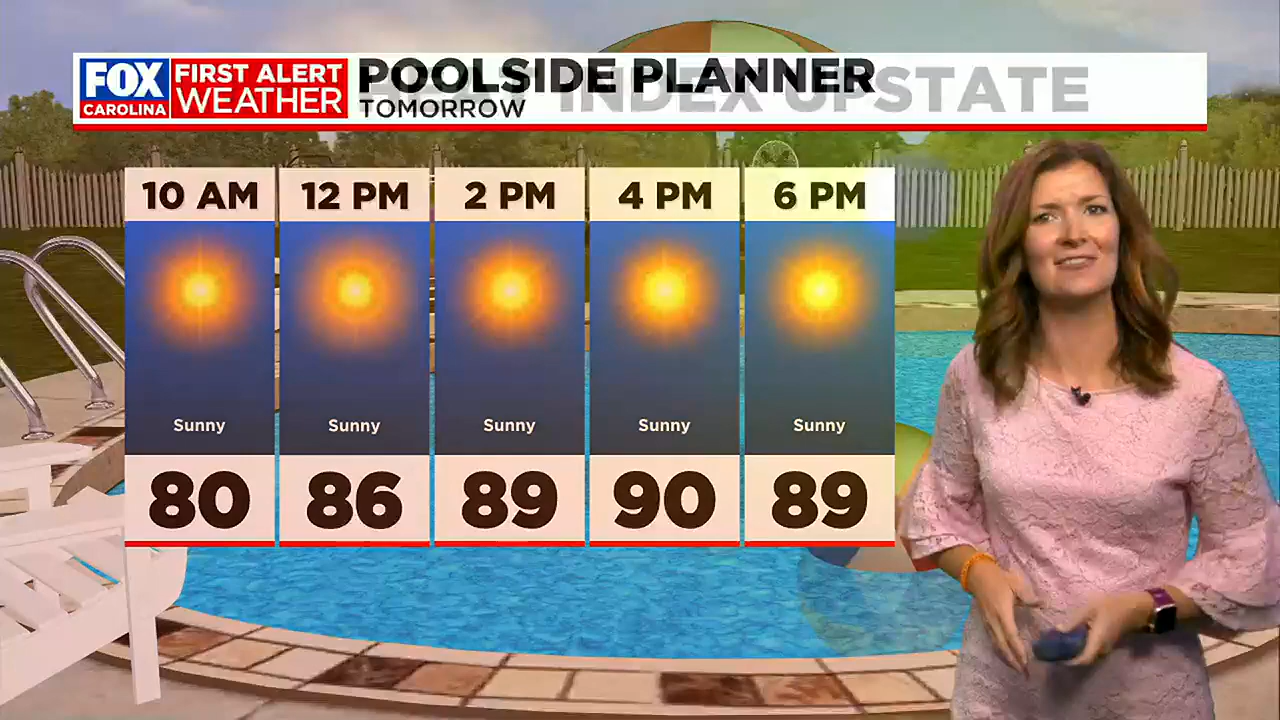 FOX
CAROLINA
FIRST ALERT
WEATHER
POOLSIDE PLANNER
INDEX UPSTATE
TOMORROW
10 AM
12 PM
2 PM
4 PM
6 PM
Sunny
Sunny
Sunny
Sunny
Sunny
80
86
89
90
89